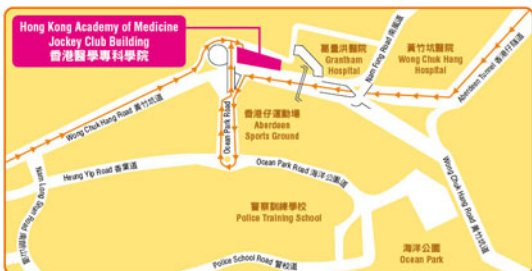 Hong Kong Academy of Medicine
Jockey Club Building
香港醫學專科學院
葛量洪醫院
Grantham
Hospital
Nam Fong Road 南風道
黃竹坑醫院
Wong Chuk Hang
Hospital
Aberdeen Tunnel 香港仔隧道
Wong Chuk Hang Road 黃竹坑道
Ocean Park Road
香港仔運動場
Aberdeen
Sports Ground
Nam Long Shan Road 南朗山道
Heung Yip Road 香葉道
Ocean Park Road 海洋公園道
Wong Chuk Hang Road 黃竹坑道
警察訓練學校
Police Training School
Police School Road 警校道
海洋公園
Ocean Park